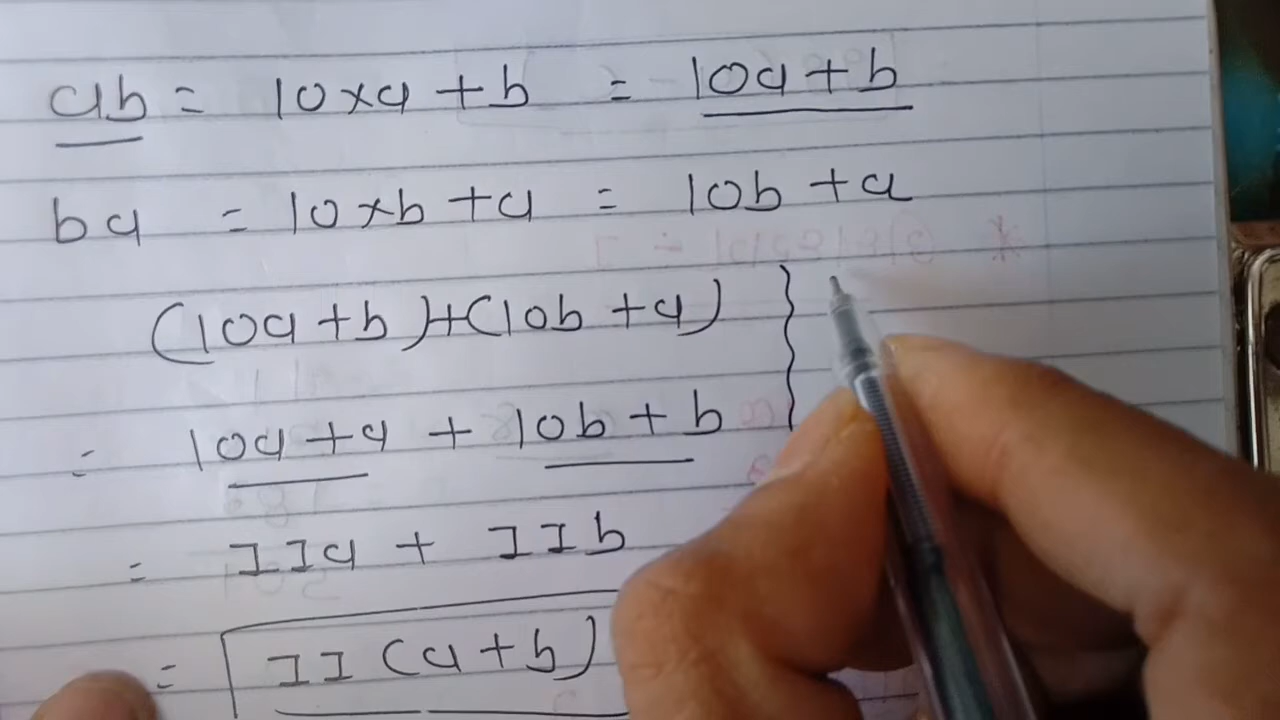 ab = 10×a + b = 10a + b
ba = 10×b + a = 10b + a
(10a + b) + (10b + a)
= 10a + a + 10b + b
= 11a + 11b
= 11 (a + b)